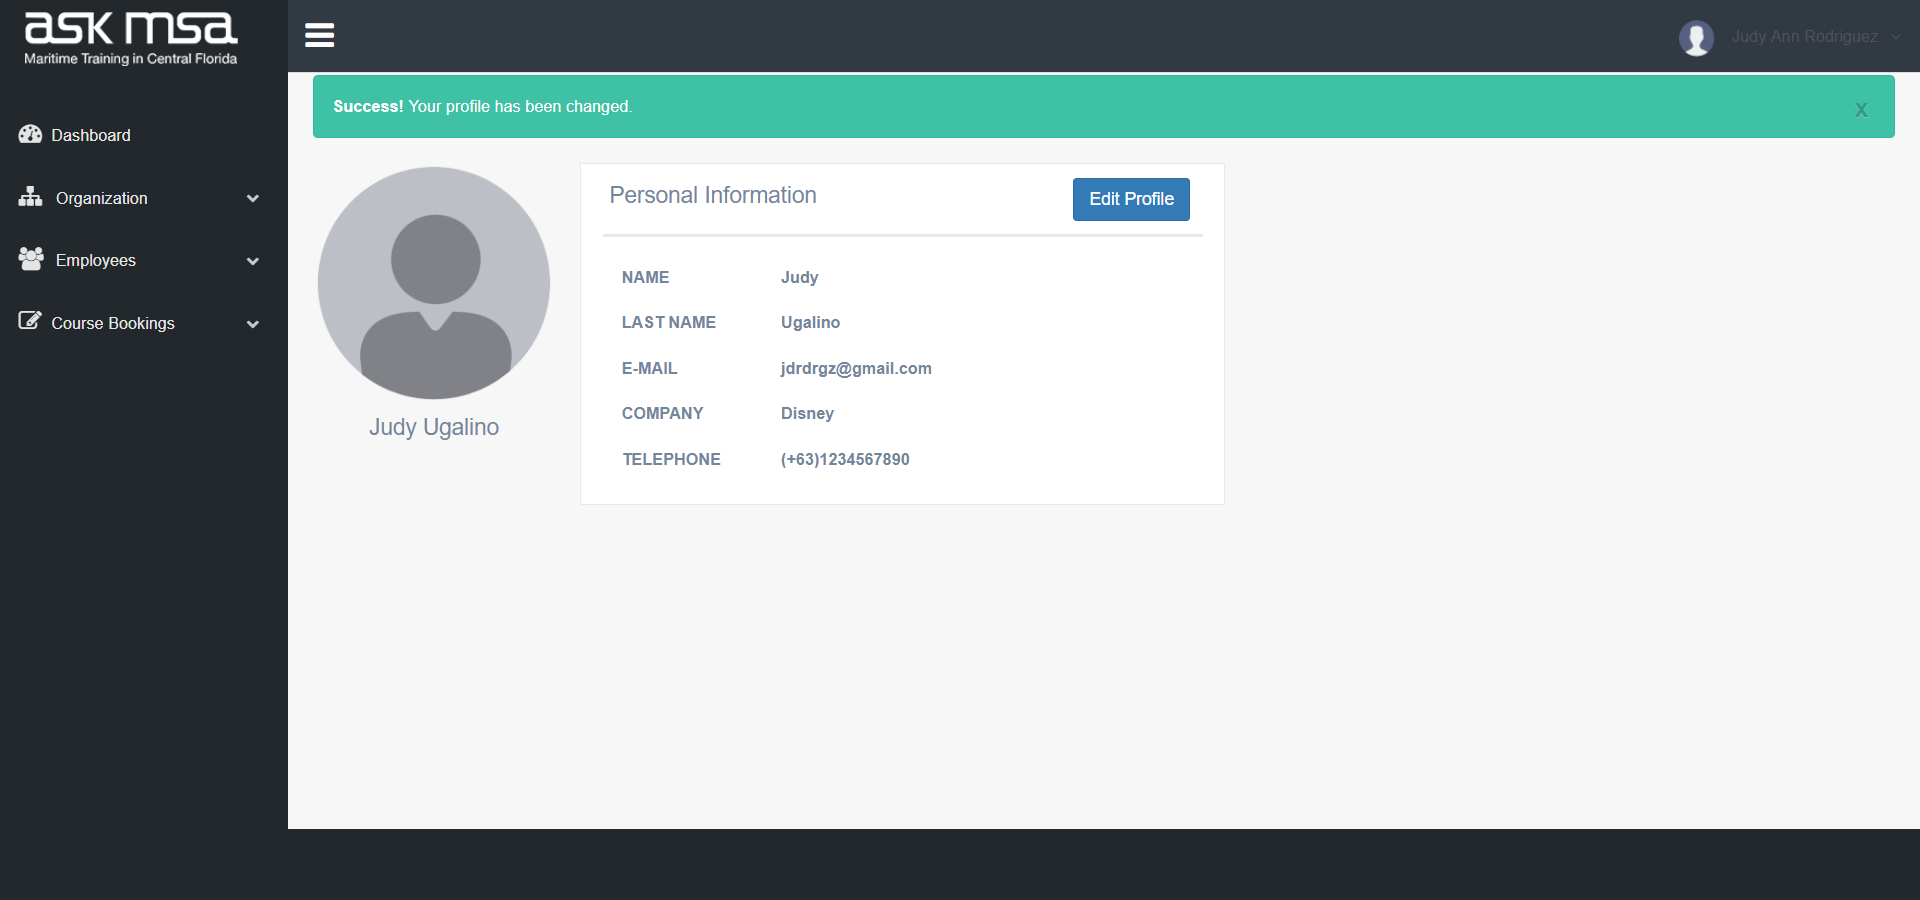 ask msa
Maritime Training in Central Florida
Judy Ann Rodriguez
Success! Your profile has been changed.
x
Dashboard
Organization
Employees
Course Bookings
Judy Ugalino
Personal Information
Edit Profile
NAME Judy
LAST NAME Ugalino
E-MAIL jdrdrgz@gmail.com
COMPANY Disney
TELEPHONE (+63)1234567890